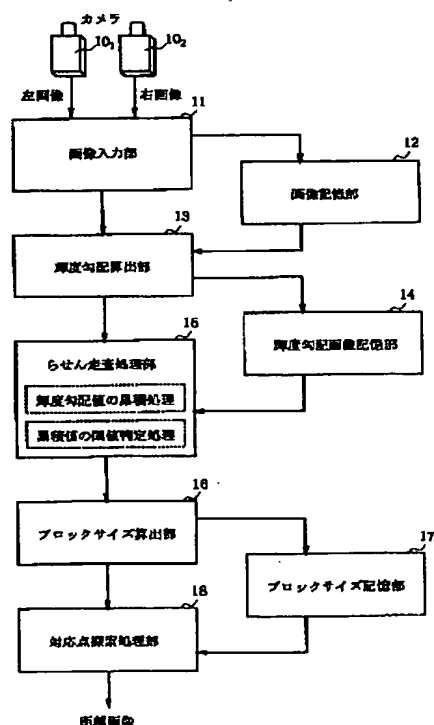 カメラ
10₁
10₂
左画像
右画像
11
画像入力部
12
画像記憶部
13
輝度勾配算出部
14
輝度勾配画像記憶部
15
らせん走査処理部
輝度勾配値の累積処理
累積値の閾値判定処理
16
ブロックサイズ算出部
17
ブロックサイズ記憶部
18
対応点探索処理部
距離画像